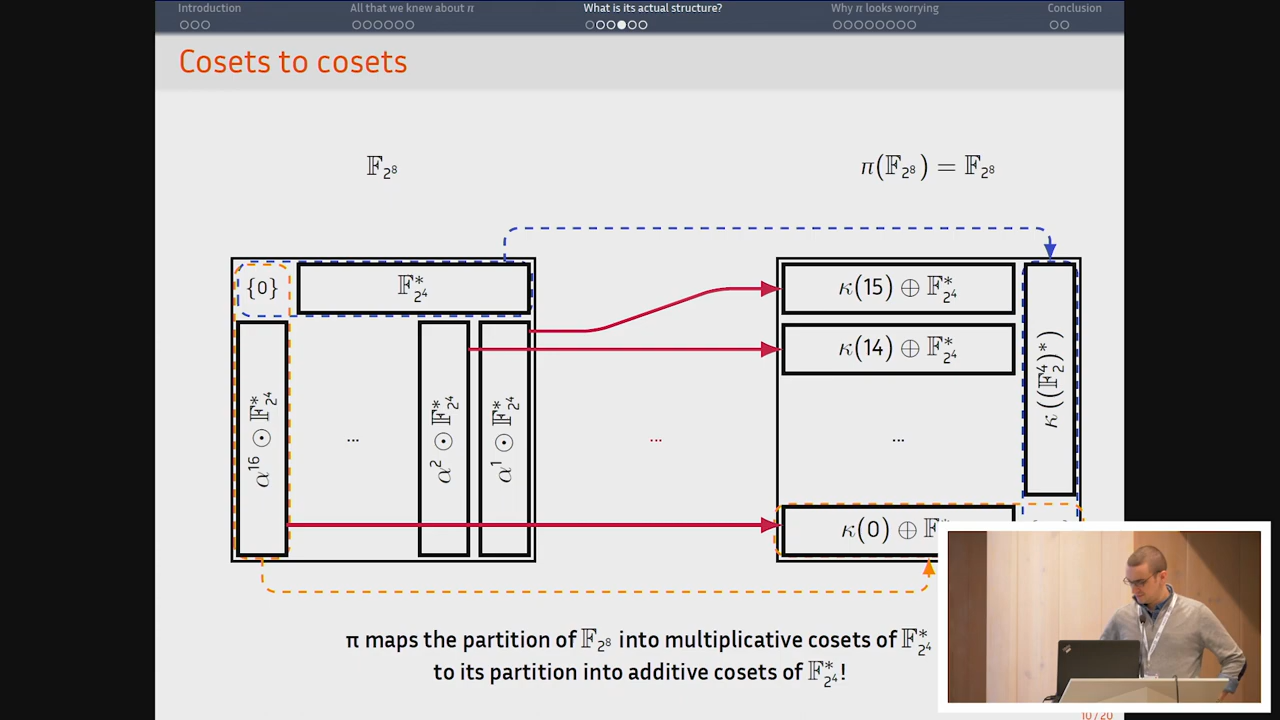 Introduction
All that we knew about π
What is its actual structure?
Why π looks worrying
Conclusion
Cosets to cosets
𝔽₂⁸
π(𝔽₂⁸) = 𝔽₂⁸
{0}
𝔽*₂⁴
κ(15) ⊕ 𝔽*₂⁴
κ(14) ⊕ 𝔽*₂⁴
κ((𝔽₂⁴)*)
α¹⁶ ⊙ 𝔽*₂⁴
...
α² ⊙ 𝔽*₂⁴
α¹ ⊙ 𝔽*₂⁴
...
...
κ(0) ⊕ 𝔽
π maps the partition of 𝔽₂⁸ into multiplicative cosets of 𝔽*₂⁴
to its partition into additive cosets of 𝔽*₂⁴!
10/20